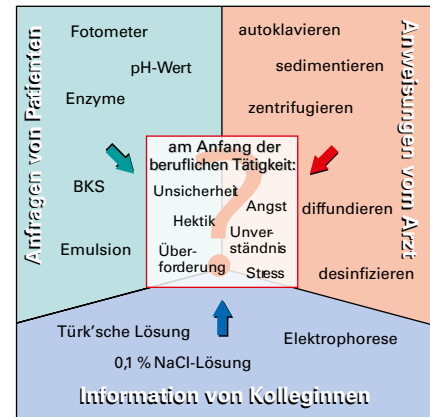 Anfragen von Patienten
Fotometer
pH-Wert
Enzyme
BKS
Emulsion
Anweisungen vom Arzt
autoklavieren
sedimentieren
zentrifugieren
diffundieren
desinfizieren
am Anfang der
beruflichen Tätigkeit:
?
Unsicherheit
Angst
Hektik
Unver-
ständnis
Über-
forderung
Stress
Türk'sche Lösung
Elektrophorese
0,1 % NaCl-Lösung
Information von Kolleginnen